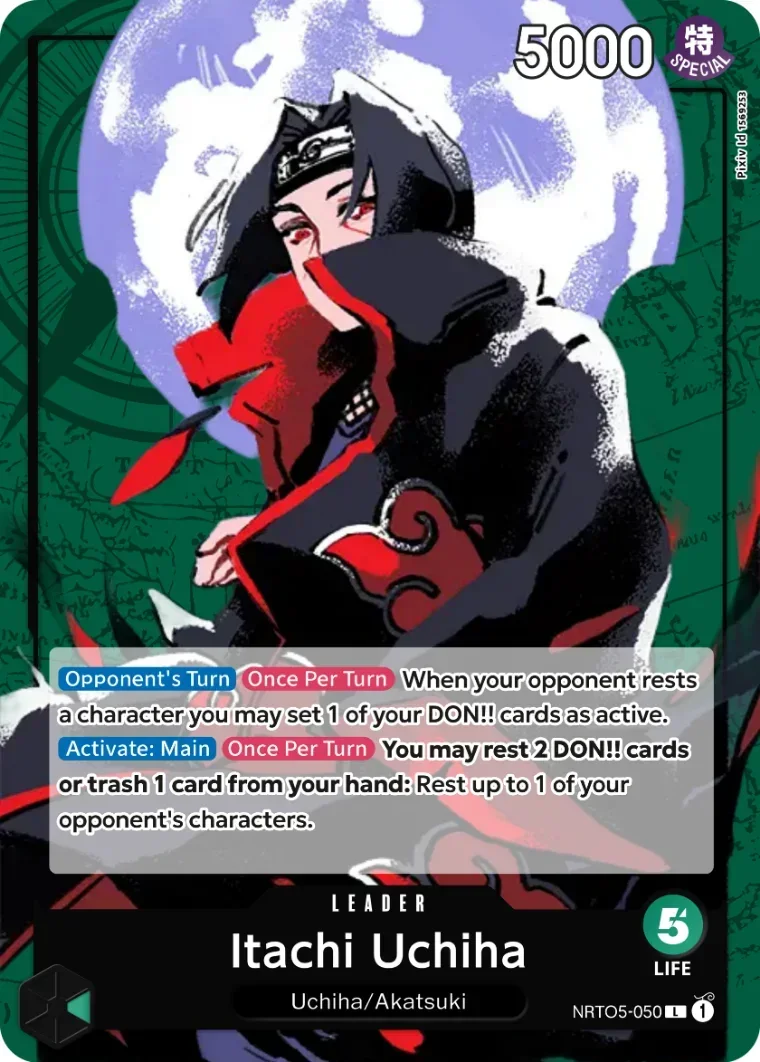 5000
特
SPECIAL
Pixiv Id 1569253
Opponent's Turn Once Per Turn When your opponent rests
a character you may set 1 of your DON!! cards as active.
Activate: Main Once Per Turn You may rest 2 DON!! cards
or trash 1 card from your hand: Rest up to 1 of your
opponent's characters.
LEADER
Itachi Uchiha
5
LIFE
Uchiha/Akatsuki
NRTO5-050 L 1